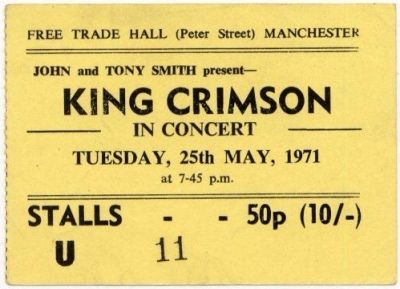 FREE TRADE HALL (Peter Street) MANCHESTER
JOHN and TONY SMITH present—
KING CRIMSON
IN CONCERT
TUESDAY, 25th MAY, 1971
at 7-45 p.m.
STALLS - - 50p (10/-)
U 11